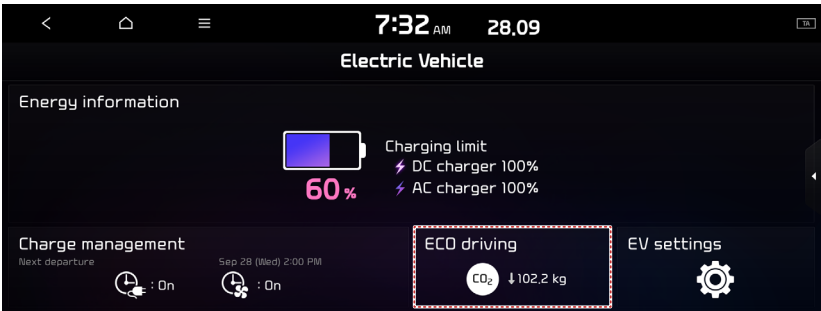 7:32 AM 28.09 TA
Electric Vehicle
Energy information
Charging limit
DC charger 100%
60% AC charger 100%
Charge management
Next departure Sep 28 (Wed) 2:00 PM
: On : On
ECO driving
CO₂ ↓102,2 kg
EV settings